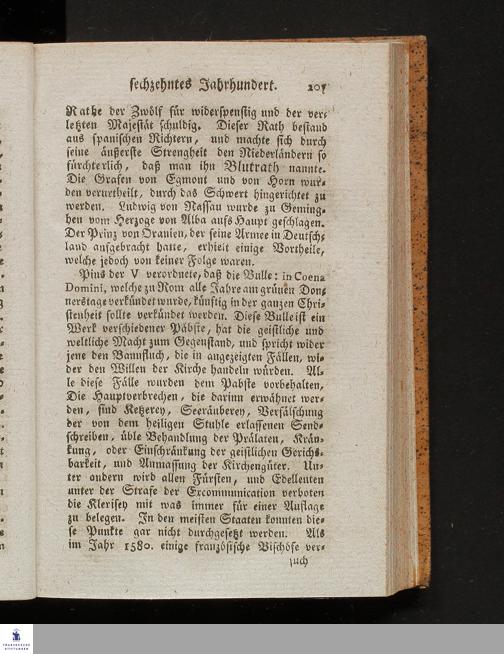 sechzehntes Jahrhundert. 207
Rathe der Zwölf für widerspenstig und der ver-
letzten Majestät schuldig. Dieser Rath bestand
aus spanischen Richtern, und machte sich durch
seine äußerste Strengheit den Niederländern so
fürchterlich, daß man ihn Blutrath nannte.
Die Grafen von Egmont und von Horn wur-
den verurtheilt, durch das Schwert hingerichtet zu
werden. Ludwig von Nassau wurde zu Geming-
hen vom Herzoge von Alba aufs Haupt geschlagen.
Der Prinz von Oranien, der seine Armee in Deutsch-
land aufgebracht hatte, erhielt einige Vortheile,
welche jedoch von keiner Folge waren.
Pius der V verordnete, daß die Bulle: in Coena
Domini, welche zu Rom alle Jahre am grünen Don-
nerstage verkündet wurde, künftig in der ganzen Chri-
stenheit sollte verkündet werden. Diese Bulle ist ein
Werk verschiedener Päbste, hat die geistliche und
weltliche Macht zum Gegenstand, und spricht wider
jene den Bannfluch, die in angezeigten Fällen, wi-
der den Willen der Kirche handeln würden. Al-
le diese Fälle wurden dem Pabste vorbehalten.
Die Hauptverbrechen, die darinn erwähnet wer-
den, sind Ketzerey, Seeräuberey, Verfälschung
der von dem heiligen Stuhle erlassenen Send-
schreiben, üble Behandlung der Prälaten, Krän-
kung, oder Einschränkung der geistlichen Gerichs-
barkeit, und Anmassung der Kirchengüter. Un-
ter andern wird allen Fürsten, und Edelleuten
unter der Strafe der Excommunication verboten
die Klerisey mit was immer für einer Auflage
zu belegen. In den meisten Staaten konnten die-
se Punkte gar nicht durchgesetzt werden. Als
im Jahr 1580. einige französische Bischöfe ver-
such
FRANCKESCHE
STIFTUNGEN